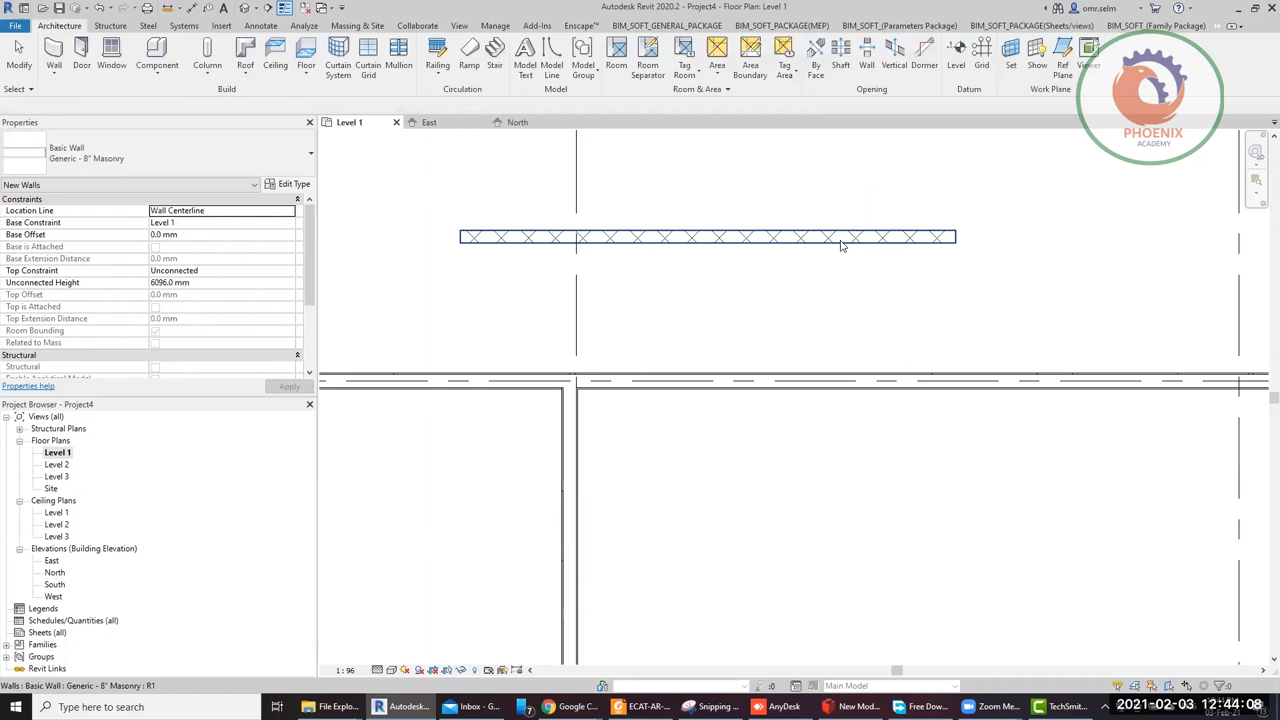 Autodesk Revit 2020.2 - Project4 - Floor Plan: Level 1
omr.selm
File Architecture Structure Steel Systems Insert Annotate Analyze Massing & Site Collaborate View Manage Add-Ins Enscape™ BIM_SOFT_GENERAL_PACKAGE BIM_SOFT_PACKAGE(MEP) BIM_SOFT_(Parameters Package) BIM_SOFT_PACKAGE(Sheets/views) BIM_SOFT_(Family Package)
Modify Wall Door Window Component Column Roof Ceiling Floor Curtain System Curtain Grid Mullion Railing Ramp Stair Model Text Model Line Model Group Room Room Separator Tag Room Area Area Boundary Tag Area By Face Shaft Wall Vertical Dormer Level Grid Set Show Ref Plane Viewer
Select Build Circulation Model Room & Area Opening Datum Work Plane
PHOENIX
ACADEMY
Properties
Level 1 East North
Basic Wall
Generic - 8" Masonry
New Walls Edit Type
Constraints
Location Line Wall Centerline
Base Constraint Level 1
Base Offset 0.0 mm
Base is Attached
Base Extension Distance 0.0 mm
Top Constraint Unconnected
Unconnected Height 6096.0 mm
Top Offset 0.0 mm
Top is Attached
Top Extension Distance 0.0 mm
Room Bounding
Related to Mass
Structural
Structural
Properties help Apply
Project Browser - Project4
Views (all)
Structural Plans
Floor Plans
Level 1
Level 2
Level 3
Site
Ceiling Plans
Level 1
Level 2
Level 3
Elevations (Building Elevation)
East
North
South
West
Legends
Schedules/Quantities (all)
Sheets (all)
Families
Groups
Revit Links
1 : 96
Walls : Basic Wall : Generic - 8" Masonry : R1
:0 Main Model :0
Type here to search File Explo... Autodesk... Inbox - G... Google C... ECAT-AR-... Snipping ... AnyDesk New Mod... Free Dow... Zoom Me... TechSmit...
2021-02-03 12:44:08